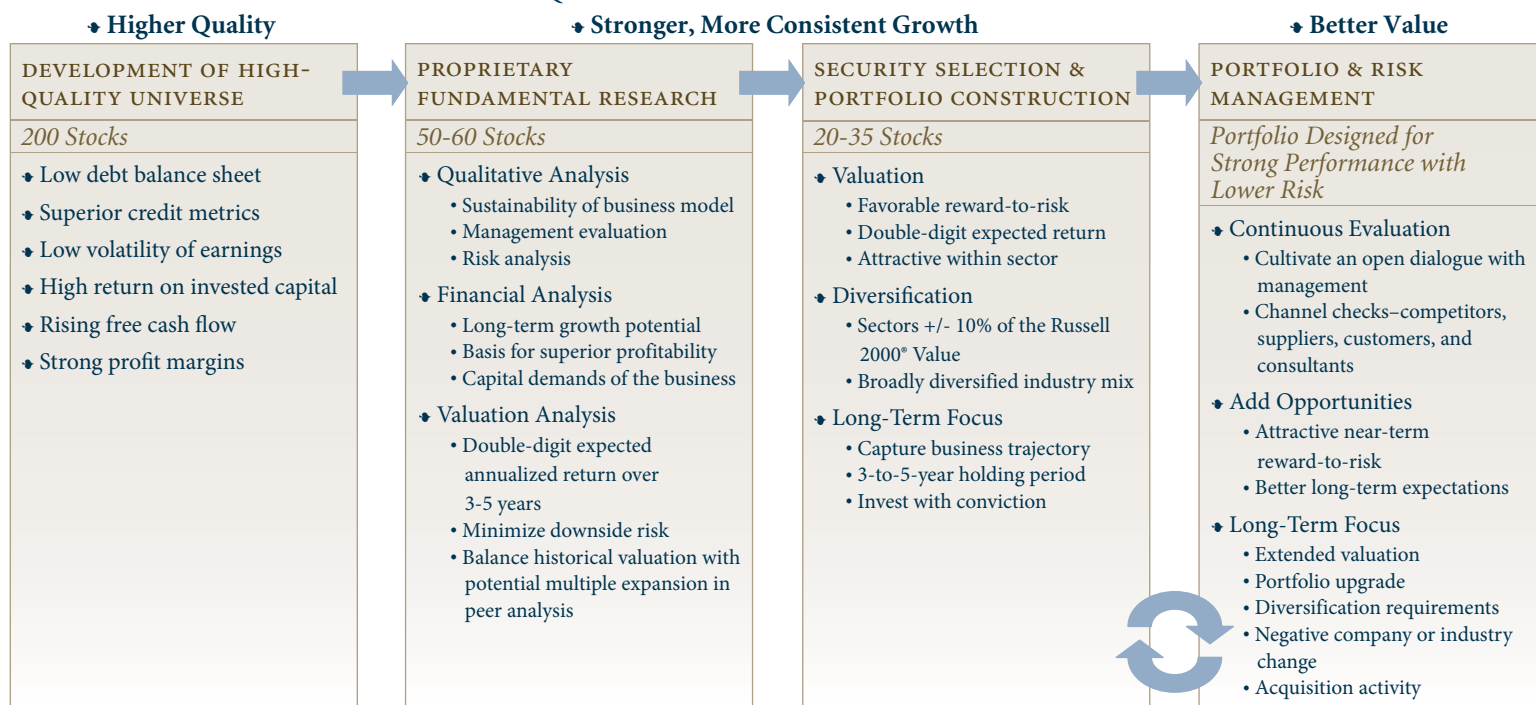 Higher Quality
Stronger, More Consistent Growth
Better Value
DEVELOPMENT OF HIGH-
QUALITY UNIVERSE
200 Stocks
Low debt balance sheet
Superior credit metrics
Low volatility of earnings
High return on invested capital
Rising free cash flow
Strong profit margins
PROPRIETARY
FUNDAMENTAL RESEARCH
50-60 Stocks
Qualitative Analysis
• Sustainability of business model
• Management evaluation
• Risk analysis
Financial Analysis
• Long-term growth potential
• Basis for superior profitability
• Capital demands of the business
Valuation Analysis
• Double-digit expected
annualized return over
3-5 years
• Minimize downside risk
• Balance historical valuation with
potential multiple expansion in
peer analysis
SECURITY SELECTION &
PORTFOLIO CONSTRUCTION
20-35 Stocks
Valuation
• Favorable reward-to-risk
• Double-digit expected return
• Attractive within sector
Diversification
• Sectors +/- 10% of the Russell
2000® Value
• Broadly diversified industry mix
Long-Term Focus
• Capture business trajectory
• 3-to-5-year holding period
• Invest with conviction
PORTFOLIO & RISK
MANAGEMENT
Portfolio Designed for
Strong Performance with
Lower Risk
Continuous Evaluation
• Cultivate an open dialogue with
management
• Channel checks–competitors,
suppliers, customers, and
consultants
Add Opportunities
• Attractive near-term
reward-to-risk
• Better long-term expectations
Long-Term Focus
• Extended valuation
• Portfolio upgrade
• Diversification requirements
• Negative company or industry
change
• Acquisition activity